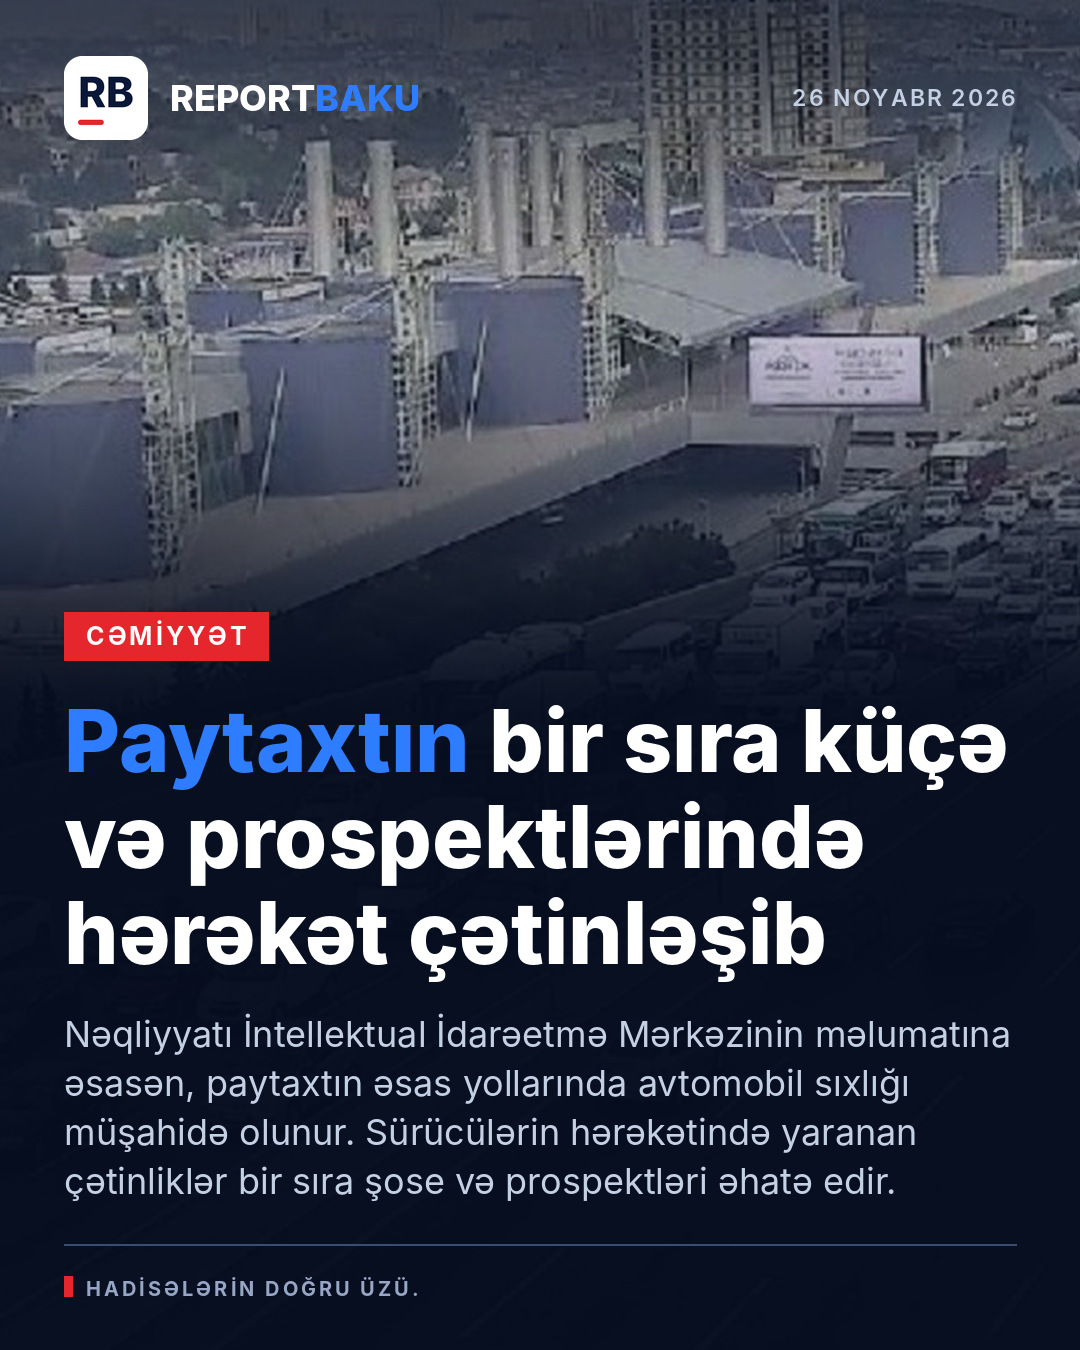 RB
REPORTBAKU
26 NOYABR 2026
CƏMİYYƏT
Paytaxtın bir sıra küçə
və prospektlərində
hərəkət çətinləşib
Nəqliyyatı İntellektual İdarəetmə Mərkəzinin məlumatına
əsasən, paytaxtın əsas yollarında avtomobil sıxlığı
müşahidə olunur. Sürücülərin hərəkətində yaranan
çətinliklər bir sıra şose və prospektləri əhatə edir.
HADİSƏLƏRİN DOĞRU ÜZÜ.